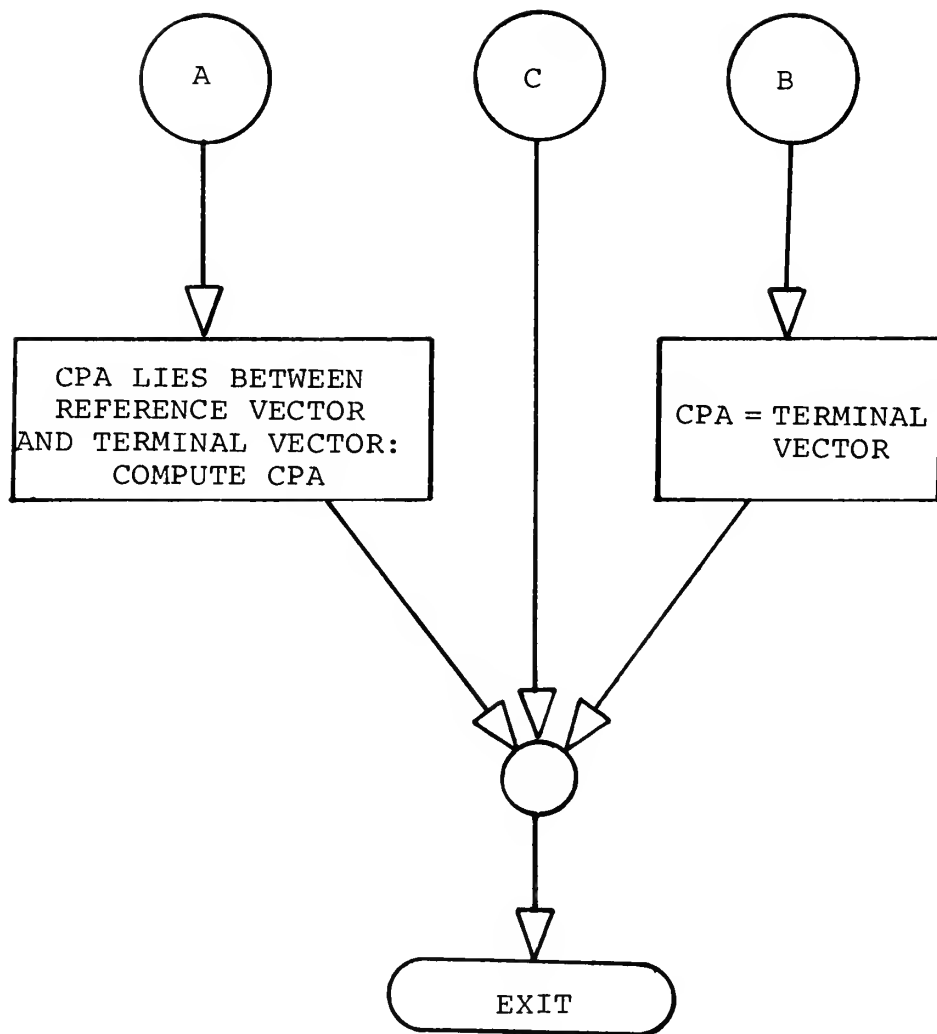 A
C
B
CPA LIES BETWEEN
REFERENCE VECTOR
AND TERMINAL VECTOR:
COMPUTE CPA
CPA = TERMINAL
VECTOR
EXIT